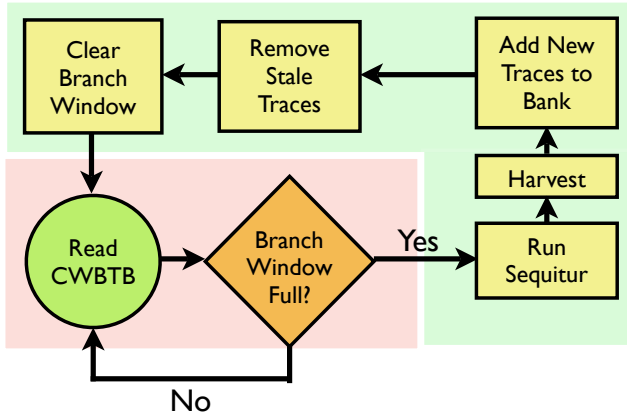 Clear
Branch
Window
Remove
Stale
Traces
Add New
Traces to
Bank
Harvest
Read
CWBTB
Branch
Window
Full?
Yes
Run
Sequitur
No